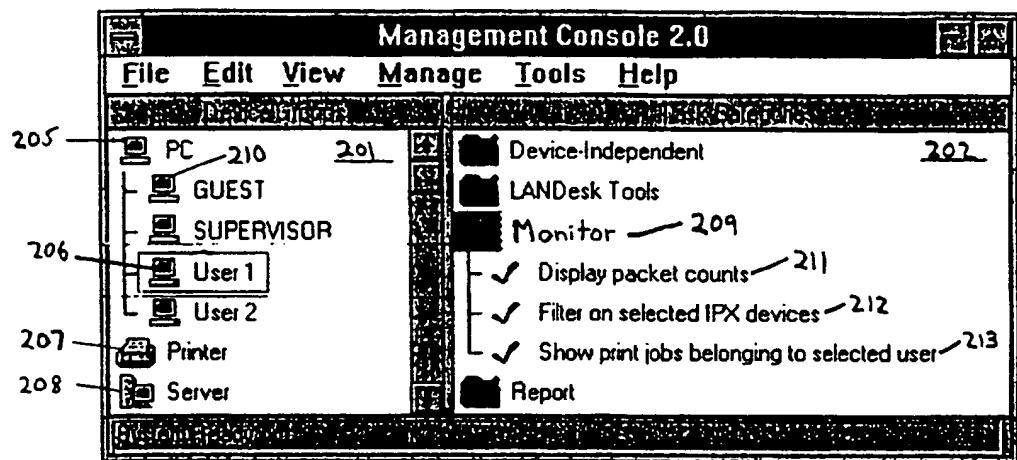 Management Console 2.0
File Edit View Manage Tools Help
205 PC 210 201
GUEST
SUPERVISOR
206 User 1
User 2
207 Printer
208 Server
Device-Independent 202
LANDesk Tools
Monitor 209
Display packet counts 211
Filter on selected IPX devices 212
Show print jobs belonging to selected user 213
Report